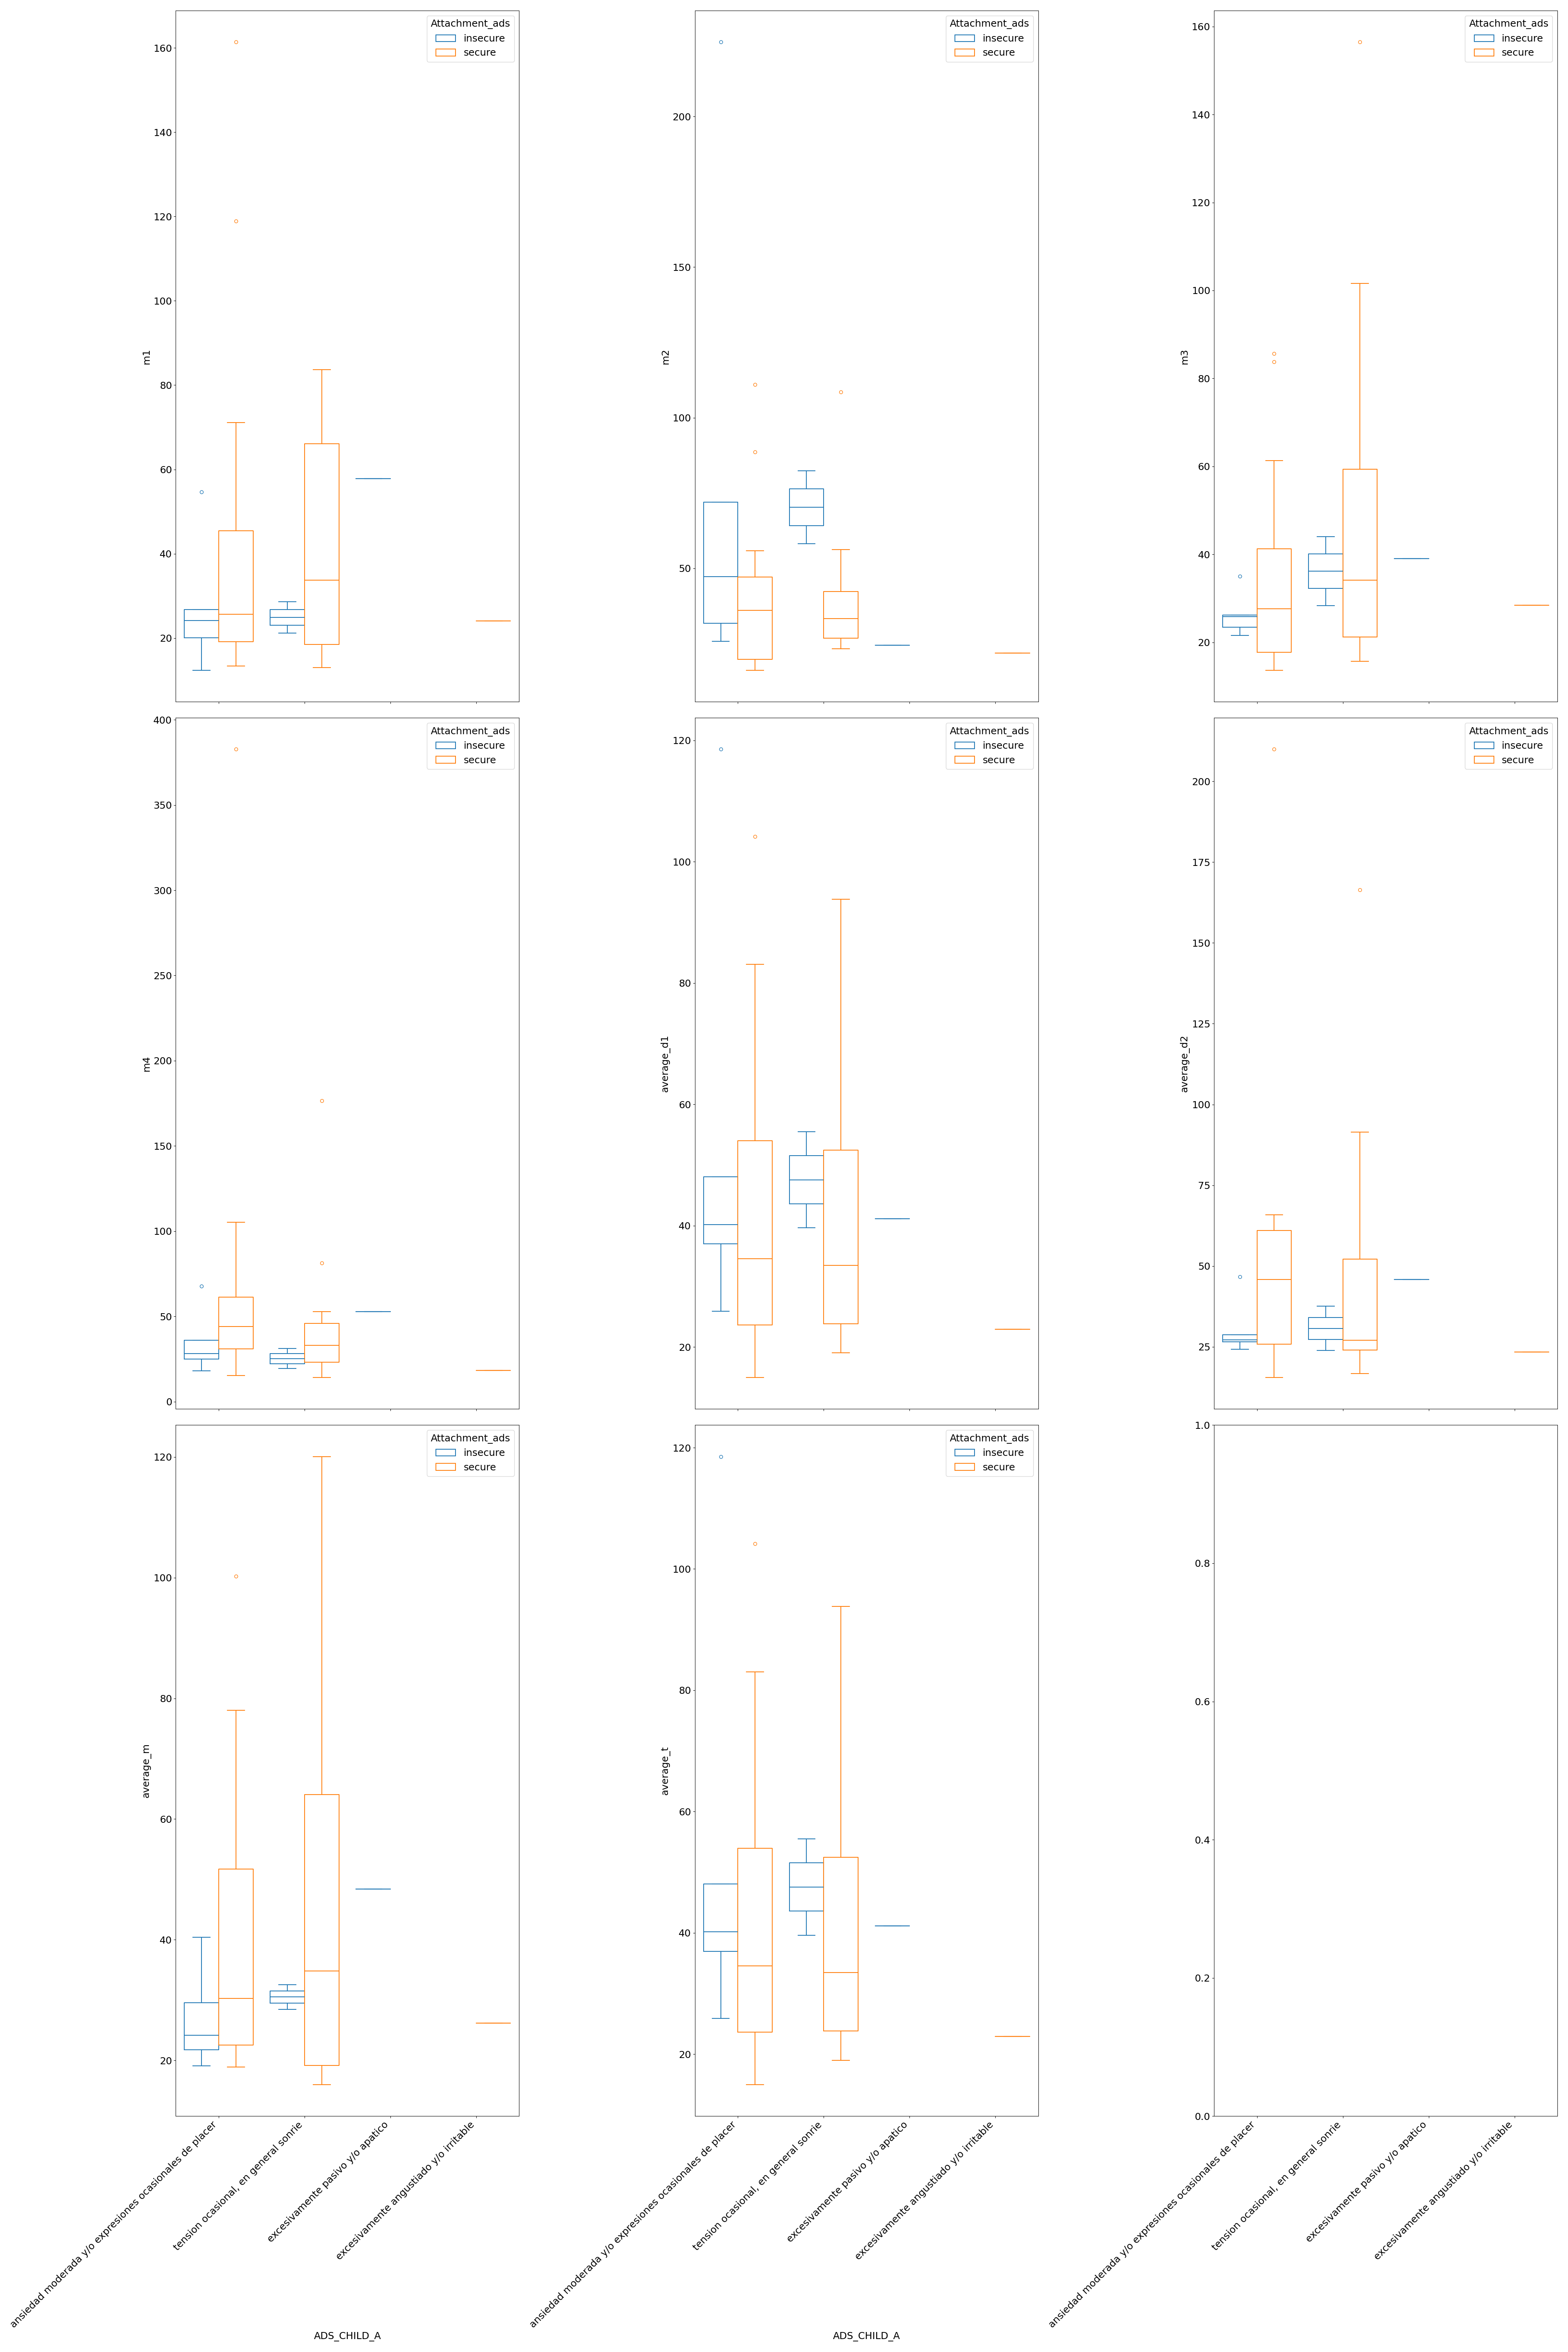 Attachment_ads
insecure
secure
160
140
120
100
80
60
40
20
m1
Attachment_ads
insecure
secure
200
150
100
50
m2
Attachment_ads
insecure
secure
160
140
120
100
80
60
40
20
m3
Attachment_ads
insecure
secure
400
350
300
250
200
150
100
50
0
m4
Attachment_ads
insecure
secure
120
100
80
60
40
20
average_d1
Attachment_ads
insecure
secure
200
175
150
125
100
75
50
25
average_d2
Attachment_ads
insecure
secure
120
100
80
60
40
20
average_m
ansiedad moderada y/o expresiones ocasionales de placer
tension ocasional, en general sonrie
excesivamente pasivo y/o apatico
excesivamente angustiado y/o irritable
ADS_CHILD_A
Attachment_ads
insecure
secure
120
100
80
60
40
20
average_t
ansiedad moderada y/o expresiones ocasionales de placer
tension ocasional, en general sonrie
excesivamente pasivo y/o apatico
excesivamente angustiado y/o irritable
ADS_CHILD_A
1.0
0.8
0.6
0.4
0.2
0.0
ansiedad moderada y/o expresiones ocasionales de placer
tension ocasional, en general sonrie
excesivamente pasivo y/o apatico
excesivamente angustiado y/o irritable